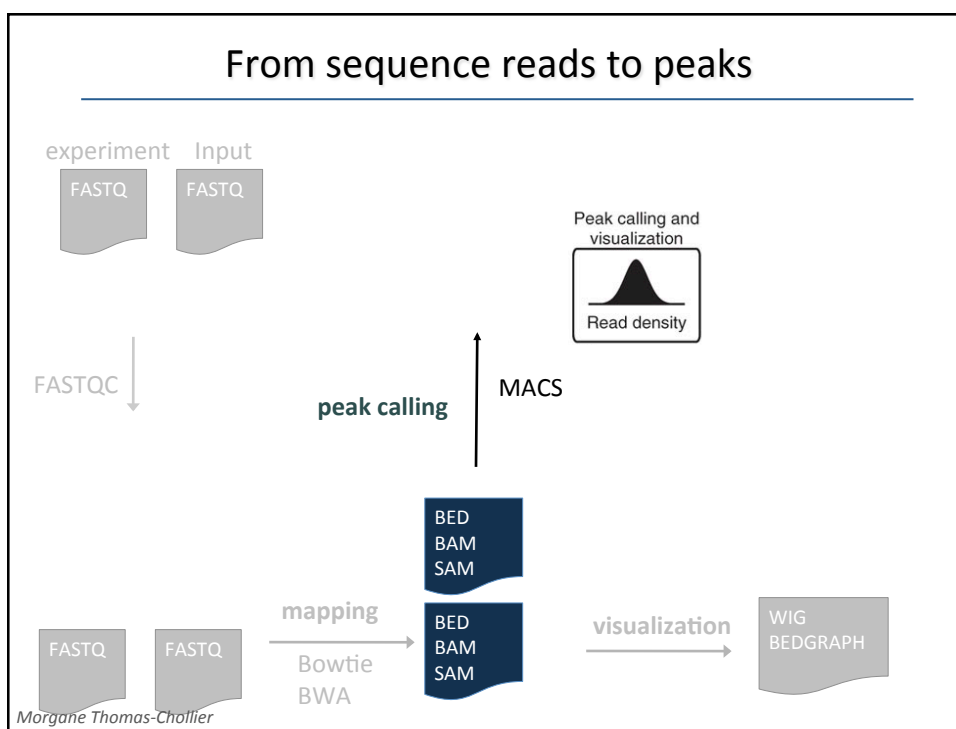 From sequence reads to peaks
experiment Input
FASTQ FASTQ
Peak calling and
visualization
Read density
FASTQC
MACS
peak calling
BED
BAM
SAM
mapping
Bowtie
BWA
BED
BAM
SAM
visualization
WIG
BEDGRAPH
FASTQ FASTQ
Morgane Thomas-Chollier